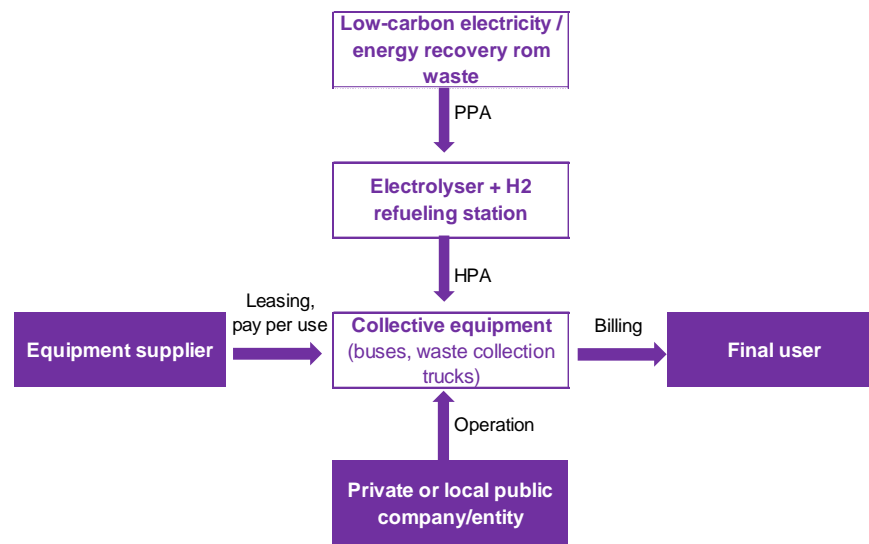 Low-carbon electricity /
energy recovery rom
waste
PPA
Electrolyser + H2
refueling station
HPA
Leasing,
pay per use
Equipment supplier
Collective equipment
(buses, waste collection
trucks)
Billing
Final user
Operation
Private or local public
company/entity